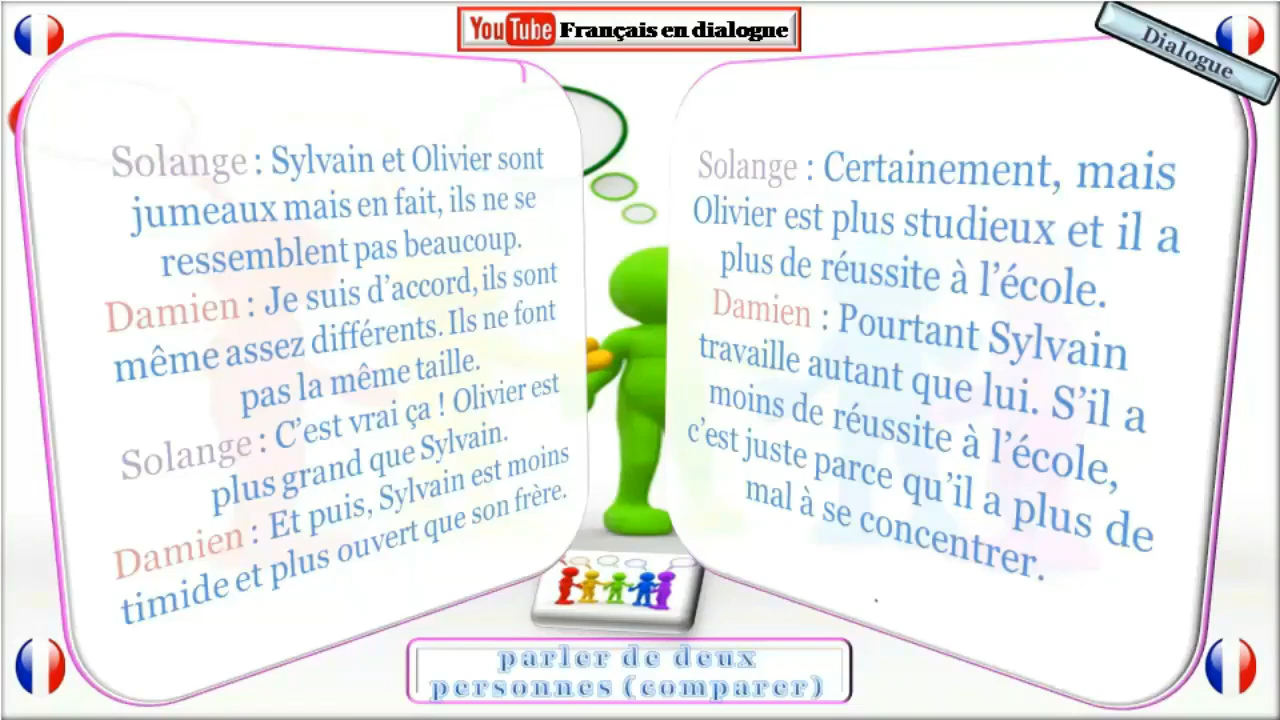 YouTube Français en dialogue
Dialogue
Solange : Sylvain et Olivier sont
jumeaux mais en fait, ils ne se
ressemblent pas beaucoup.
Damien : Je suis d'accord, ils sont
même assez différents. Ils ne font
pas la même taille.
Solange : C'est vrai ça ! Olivier est
plus grand que Sylvain.
Damien : Et puis, Sylvain est moins
timide et plus ouvert que son frère.
Solange : Certainement, mais
Olivier est plus studieux et il a
plus de réussite à l'école.
Damien : Pourtant Sylvain
travaille autant que lui. S'il a
moins de réussite à l'école,
c'est juste parce qu'il a plus de
mal à se concentrer.
parler de deux
personnes (comparer)